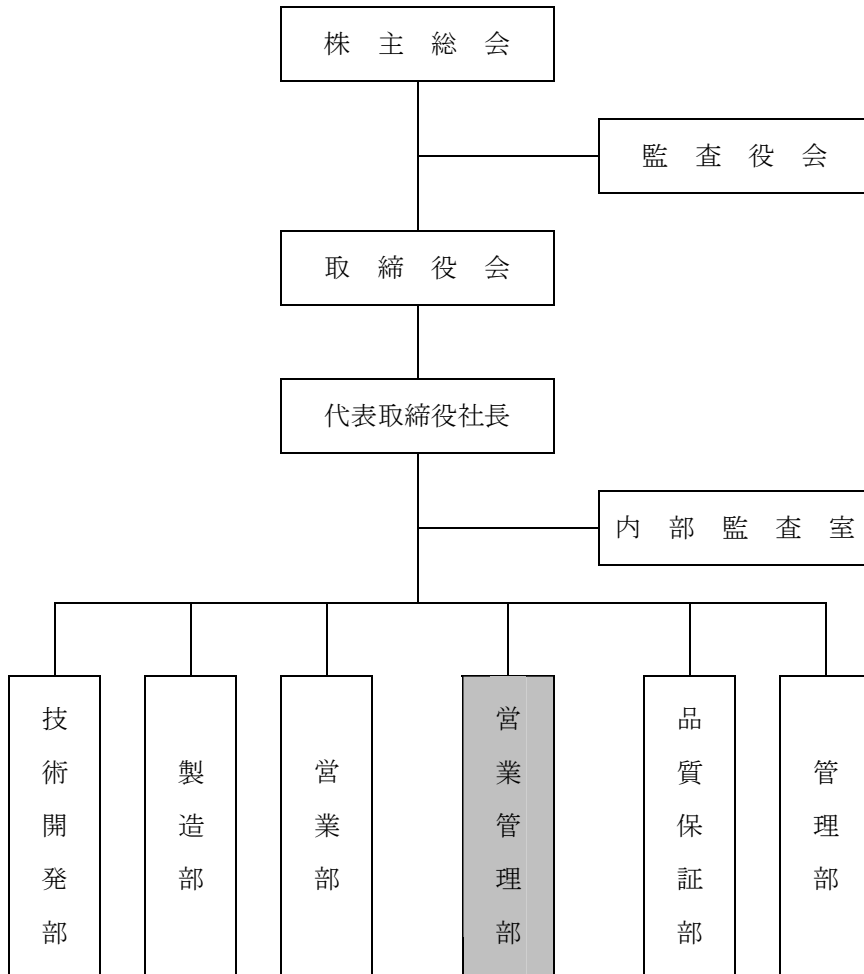 株 主 総 会
監 査 役 会
取 締 役 会
代表取締役社長
内 部 監 査 室
技術開発部
製造部
営業部
営業管理部
品質保証部
管理部